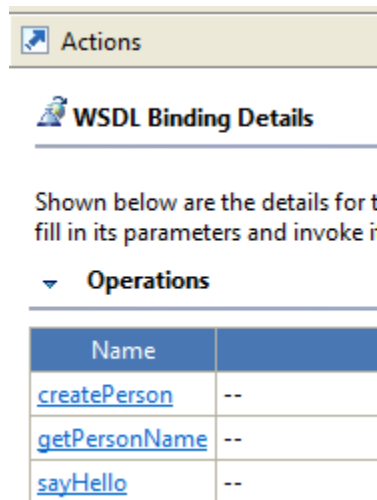 Actions
WSDL Binding Details
Shown below are the details for
fill in its parameters and invoke
Operations
Name
createPerson --
getPersonName --
sayHello --